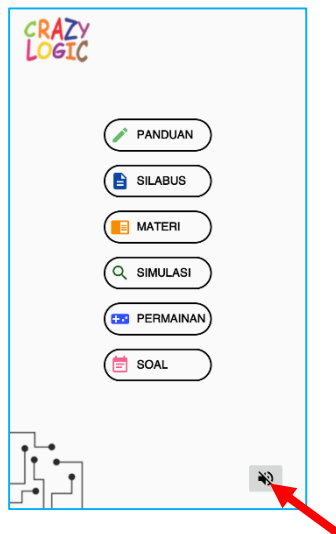 CRAZY
LOGIC
PANDUAN
SILABUS
MATERI
SIMULASI
PERMAINAN
SOAL